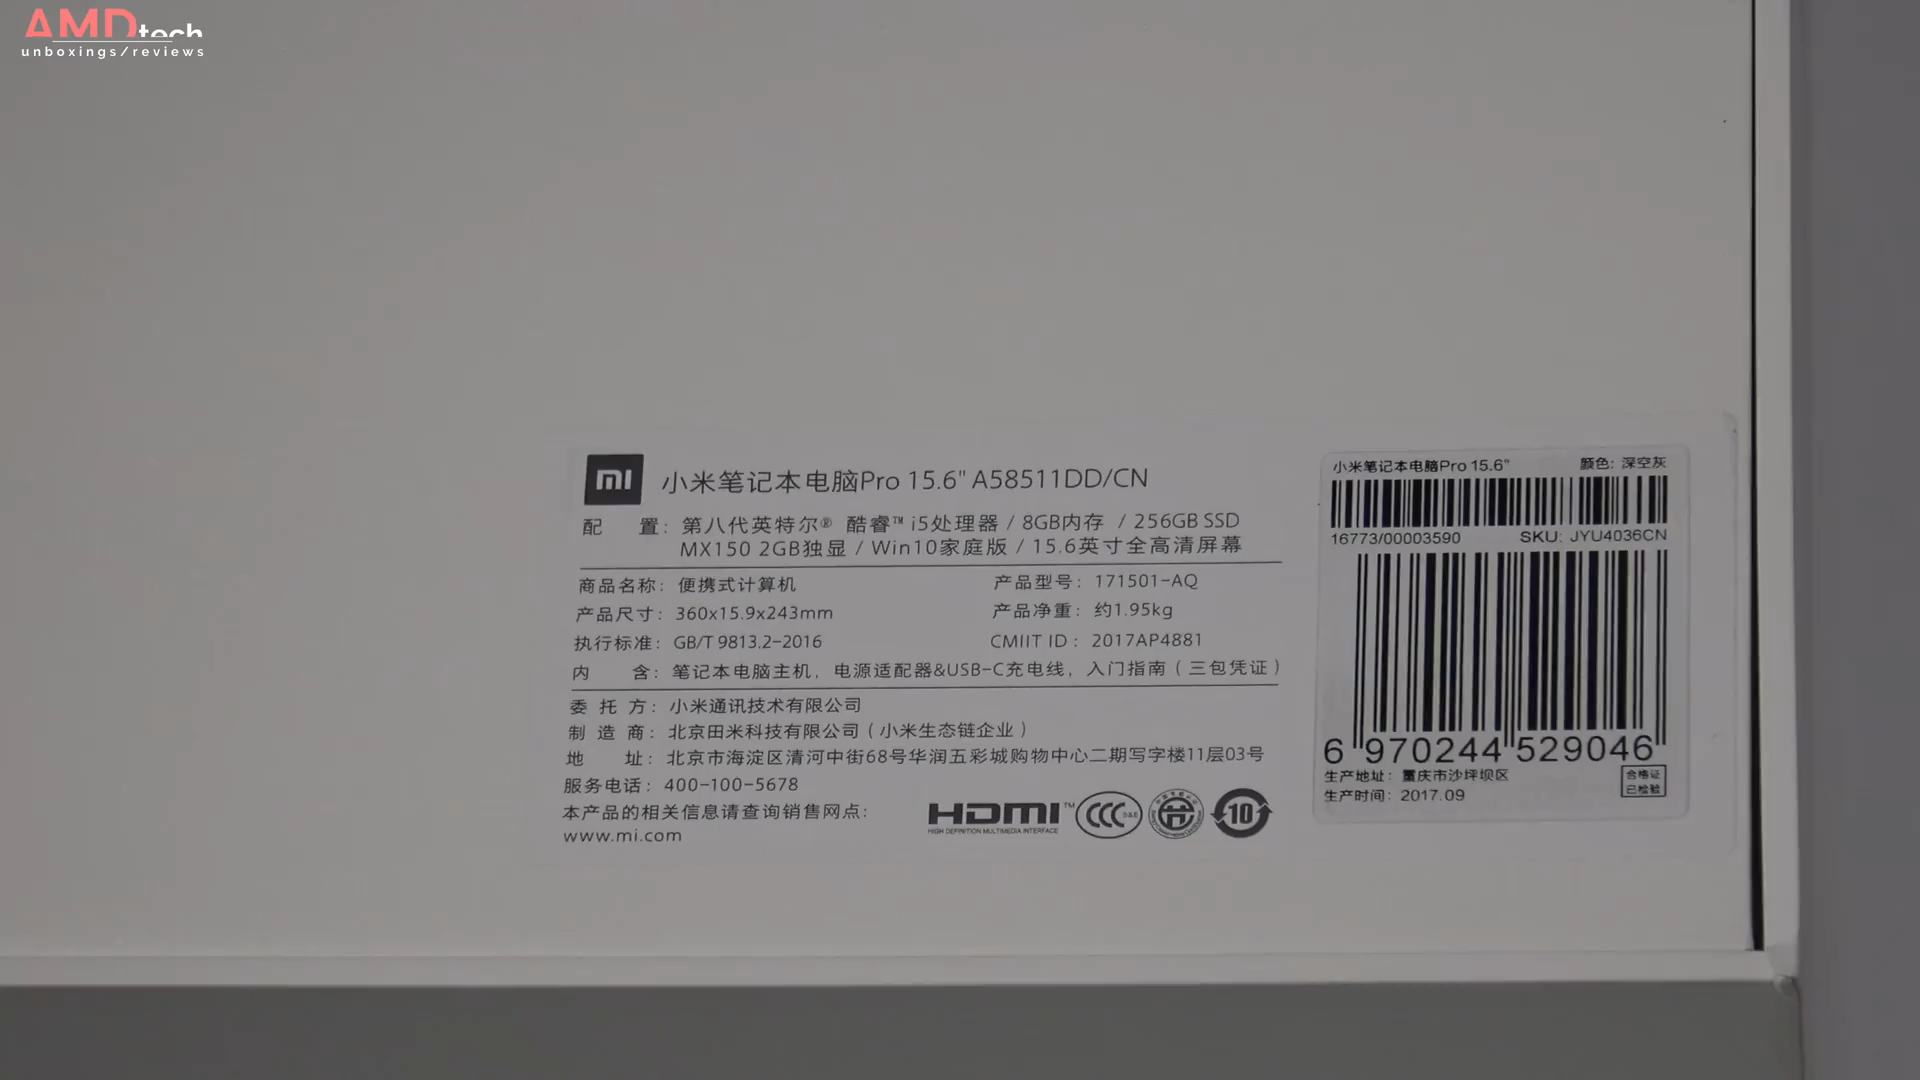 AMDtech
unboxings/reviews
mi 小米笔记本电脑Pro 15.6" A58511DD/CN
配 置: 第八代英特尔® 酷睿™ i5处理器 / 8GB内存 / 256GB SSD
MX150 2GB独显 / Win10家庭版 / 15.6英寸全高清屏幕
商品名称: 便携式计算机 产品型号: 171501-AQ
产品尺寸: 360x15.9x243mm 产品净重: 约1.95kg
执行标准: GB/T 9813.2-2016 CMIIT ID: 2017AP4881
内 含: 笔记本电脑主机, 电源适配器&USB-C充电线, 入门指南 (三包凭证)
委 托 方: 小米通讯技术有限公司
制 造 商: 北京田米科技有限公司 (小米生态链企业)
地 址: 北京市海淀区清河中街68号华润五彩城购物中心二期写字楼11层03号
服务电话: 400-100-5678
本产品的相关信息请查询销售网点:
www.mi.com
HDMI™
HIGH DEFINITION MULTIMEDIA INTERFACE
CCC S&E
10
小米笔记本电脑Pro 15.6" 颜色: 深空灰
16773/00003590 SKU: JYU4036CN
6 970244 529046
生产地址: 重庆市沙坪坝区
生产时间: 2017.09
合格证
已检验